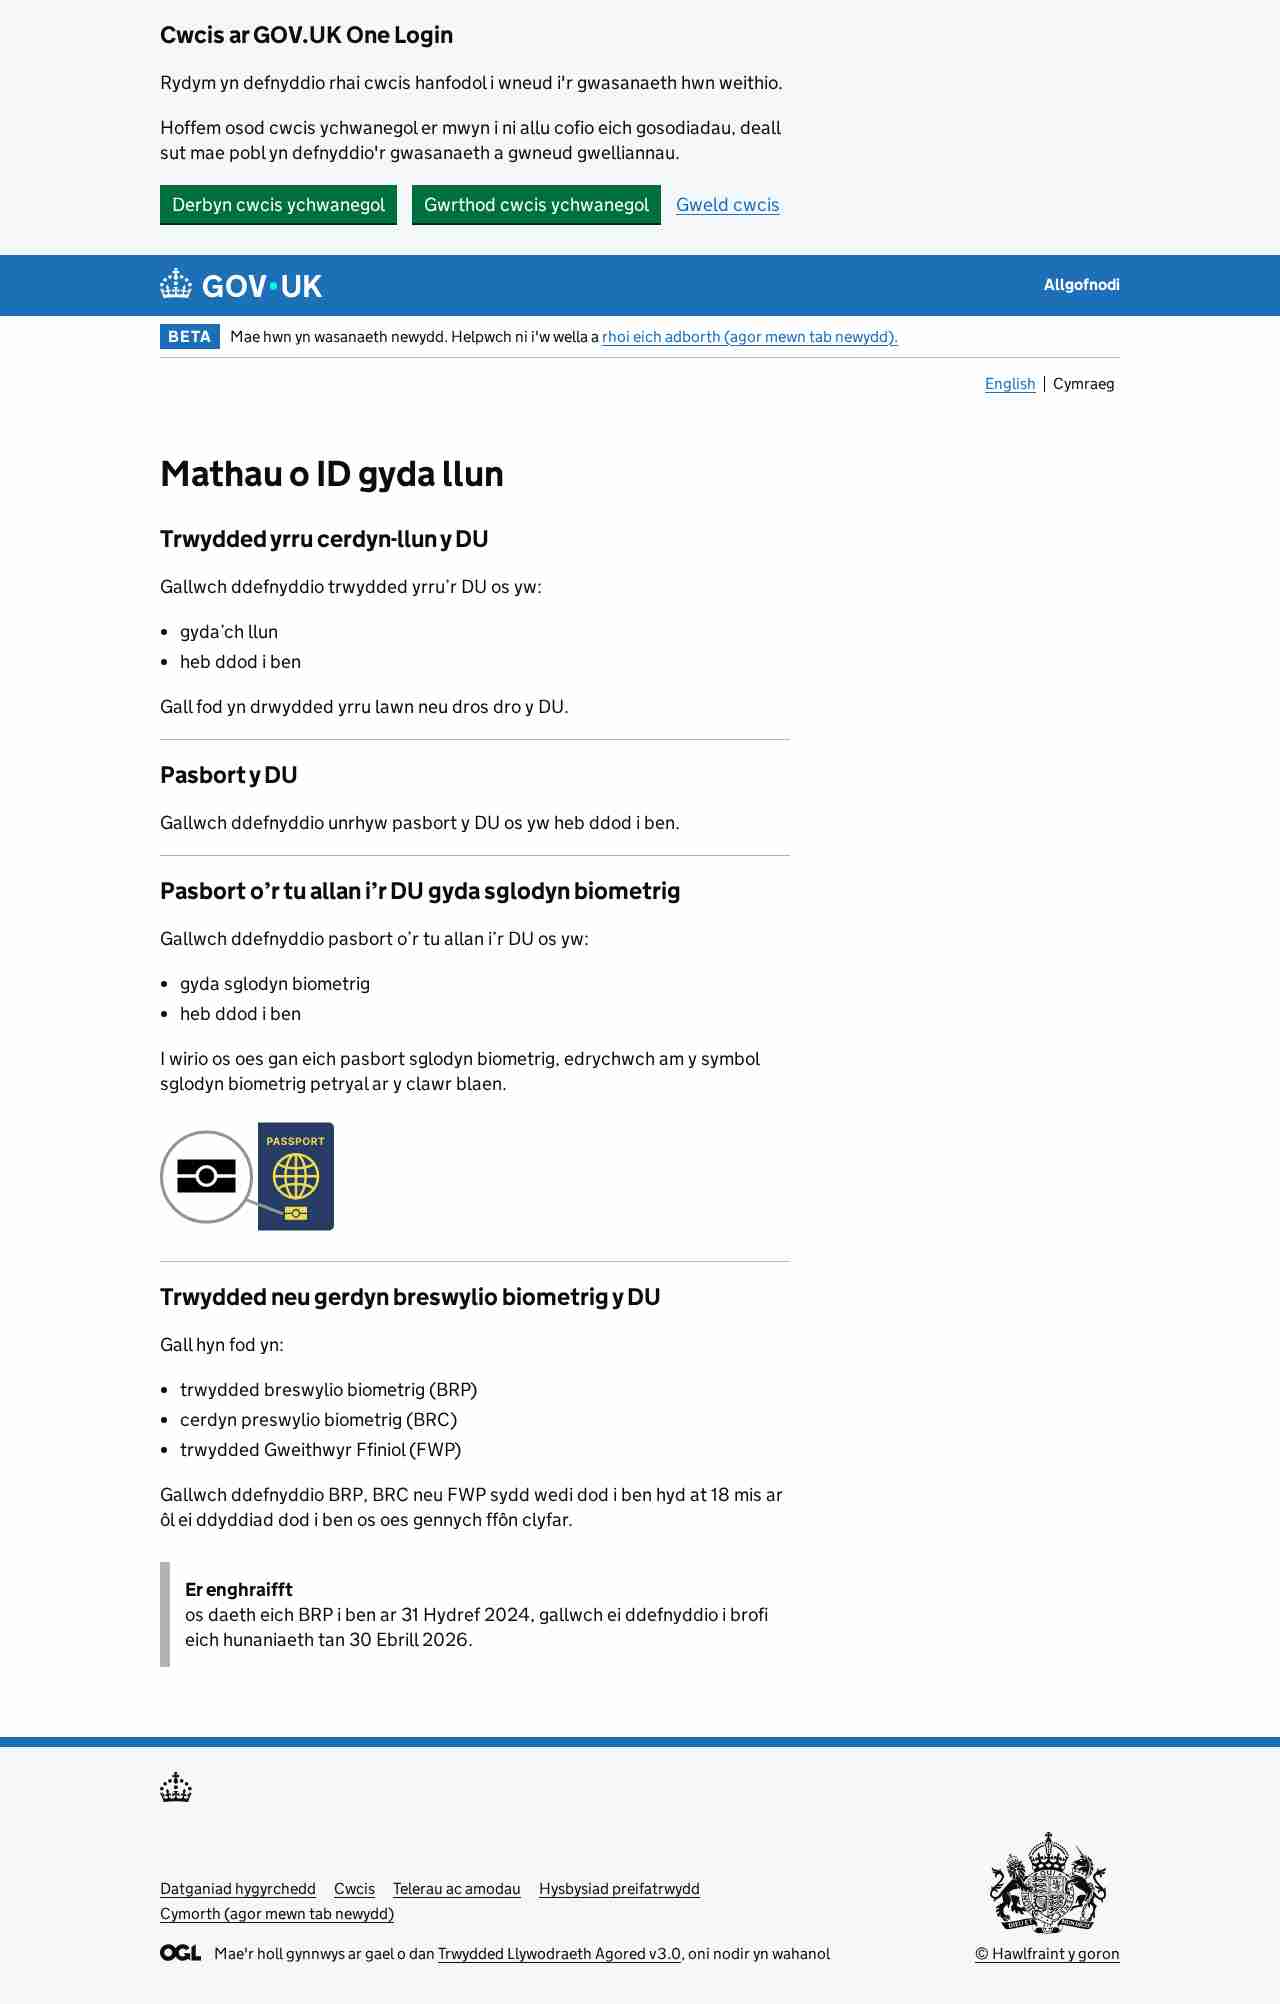 Cwcis ar GOV.UK One Login
Rydym yn defnyddio rhai cwcis hanfodol i wneud i'r gwasanaeth hwn weithio.
Hoffem osod cwcis ychwanegol er mwyn i ni allu cofio eich gosodiadau, deall
sut mae pobl yn defnyddio'r gwasanaeth a gwneud gwelliannau.
Derbyn cwcis ychwanegol Gwrthod cwcis ychwanegol Gweld cwcis
GOV·UK Allgofnodi
BETA Mae hwn yn wasanaeth newydd. Helpwch ni i'w wella a rhoi eich adborth (agor mewn tab newydd).
English | Cymraeg
Mathau o ID gyda llun
Trwydded yrru cerdyn-llun y DU
Gallwch ddefnyddio trwydded yrru’r DU os yw:
• gyda’ch llun
• heb ddod i ben
Gall fod yn drwydded yrru lawn neu dros dro y DU.
Pasbort y DU
Gallwch ddefnyddio unrhyw pasbort y DU os yw heb ddod i ben.
Pasbort o’r tu allan i’r DU gyda sglodyn biometrig
Gallwch ddefnyddio pasbort o’r tu allan i’r DU os yw:
• gyda sglodyn biometrig
• heb ddod i ben
I wirio os oes gan eich pasbort sglodyn biometrig, edrychwch am y symbol
sglodyn biometrig petryal ar y clawr blaen.
PASSPORT
Trwydded neu gerdyn breswylio biometrig y DU
Gall hyn fod yn:
• trwydded breswylio biometrig (BRP)
• cerdyn preswylio biometrig (BRC)
• trwydded Gweithwyr Ffiniol (FWP)
Gallwch ddefnyddio BRP, BRC neu FWP sydd wedi dod i ben hyd at 18 mis ar
ôl ei ddyddiad dod i ben os oes gennych ffôn clyfar.
Er enghraifft
os daeth eich BRP i ben ar 31 Hydref 2024, gallwch ei ddefnyddio i brofi
eich hunaniaeth tan 30 Ebrill 2026.
Datganiad hygyrchedd Cwcis Telerau ac amodau Hysbysiad preifatrwydd
Cymorth (agor mewn tab newydd)
OGL Mae'r holl gynnwys ar gael o dan Trwydded Llywodraeth Agored v3.0, oni nodir yn wahanol
© Hawlfraint y goron